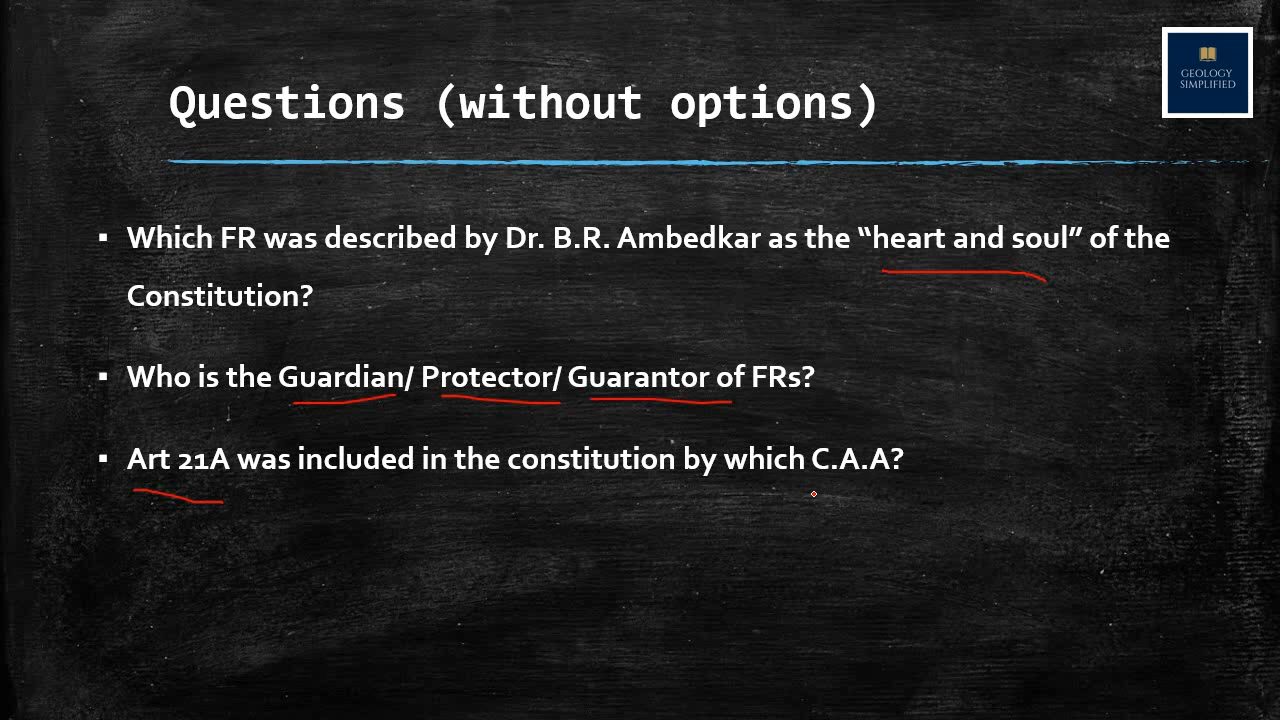 GEOLOGY
SIMPLIFIED
Questions (without options)
▪ Which FR was described by Dr. B.R. Ambedkar as the “heart and soul” of the
Constitution?
▪ Who is the Guardian/ Protector/ Guarantor of FRs?
▪ Art 21A was included in the constitution by which C.A.A?